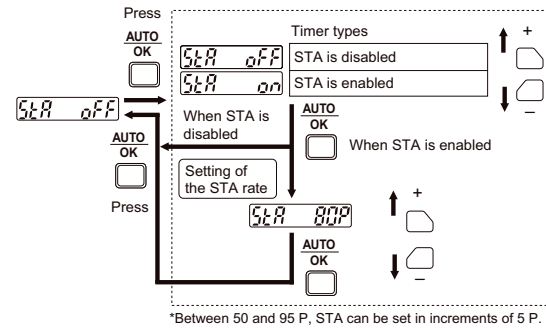 Press
AUTO
OK
Timer types
+
StA oFF
STA is disabled
StA on
STA is enabled
–
StA oFF
When STA is
disabled
AUTO
OK
When STA is enabled
AUTO
OK
Press
Setting of
the STA rate
StA 80P
+
AUTO
OK
–
*Between 50 and 95 P, STA can be set in increments of 5 P.